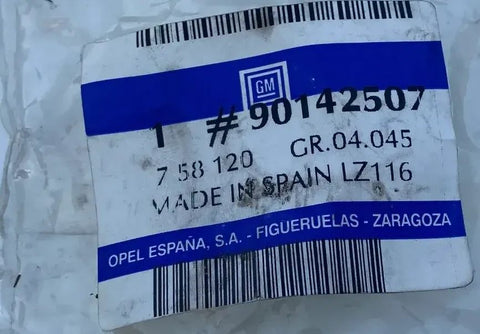 GM
1 #90142507
7 58 120 GR.04.045
MADE IN SPAIN LZ116
OPEL ESPAÑA, S.A. - FIGUERUELAS - ZARAGOZA